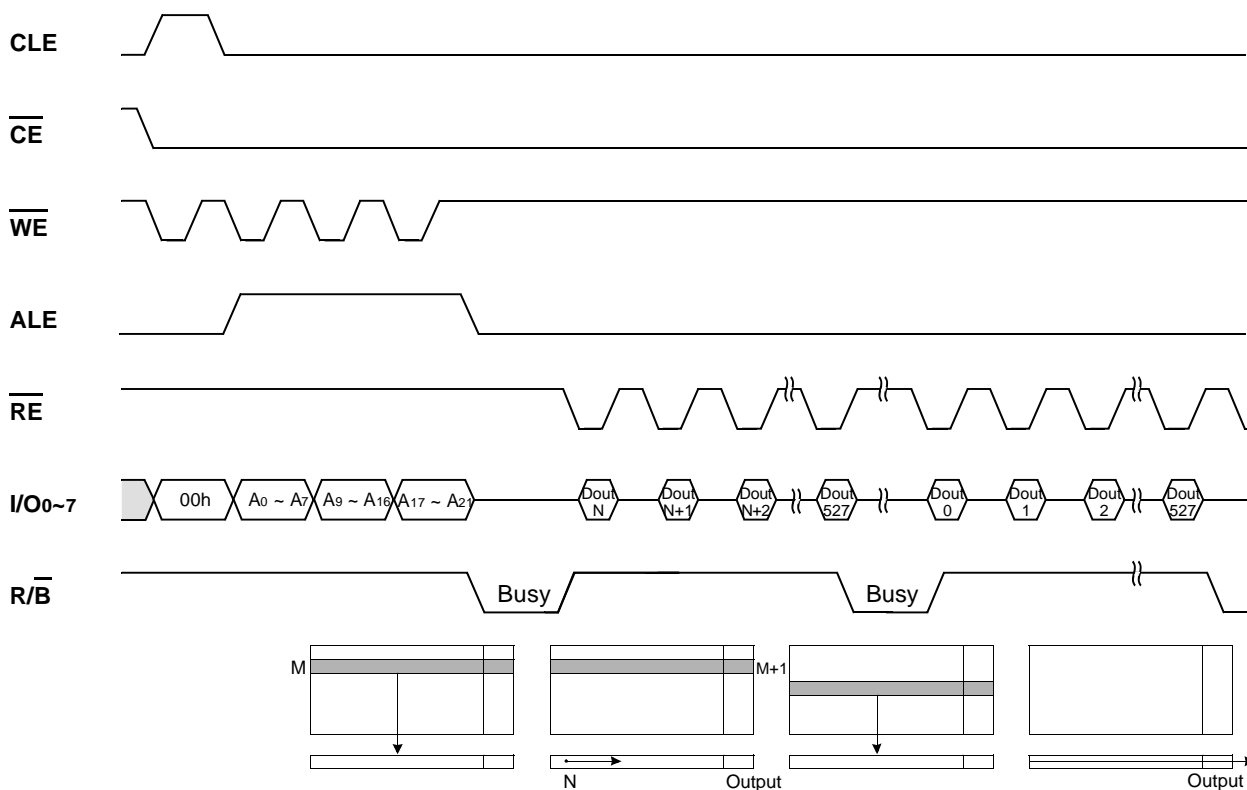 CLE
CE
WE
ALE
RE
I/O0~7 00h A0 ~ A7 A9 ~ A16 A17 ~ A21 Dout N Dout N+1 Dout N+2 Dout 527 Dout 0 Dout 1 Dout 2 Dout 527
R/B Busy Busy
M M+1
N Output Output